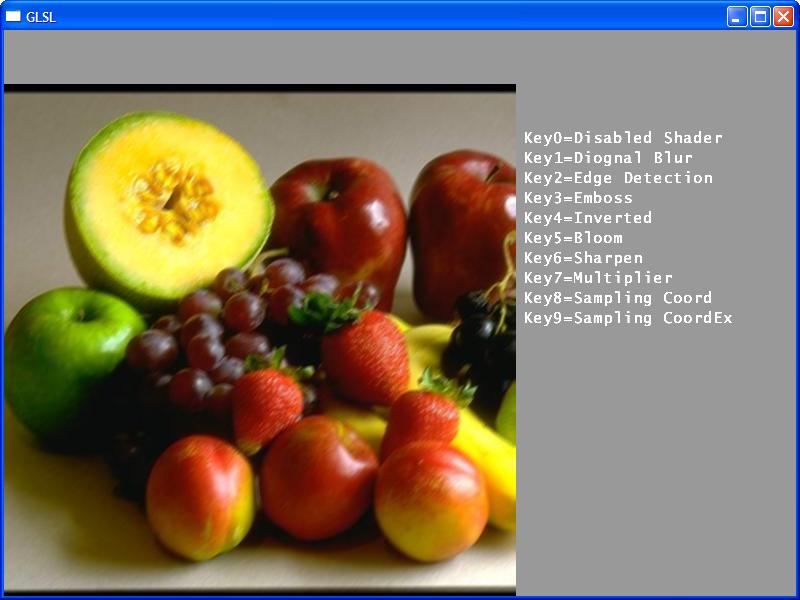 GLSL
Key0=Disabled Shader
Key1=Diognal Blur
Key2=Edge Detection
Key3=Emboss
Key4=Inverted
Key5=Bloom
Key6=Sharpen
Key7=Multiplier
Key8=Sampling Coord
Key9=Sampling CoordEx